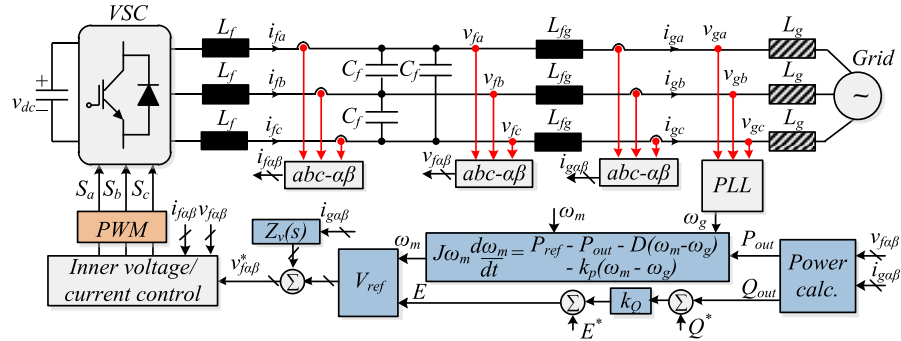 VSC
L_f i_fa v_fa L_fg i_ga v_ga L_g
C_f C_f
Grid
+ v_dc −
L_f i_fb v_fb L_fg i_gb v_gb L_g
~
C_f
L_f i_fc v_fc L_fg i_gc v_gc L_g
i_fαβ abc-αβ v_fαβ abc-αβ i_gαβ abc-αβ PLL
S_a S_b S_c
PWM
i_fαβ v_fαβ
Z_v(s) i_gαβ
ω_m ω_g
Inner voltage/
current control
v*_fαβ Σ
V_ref
ω_m
Jω_m dω_m/dt = P_ref - P_out - D(ω_m-ω_g)
- k_p(ω_m - ω_g)
P_out
Power
calc.
v_fαβ
i_gαβ
E Σ k_Q Σ Q_out
E* Q*